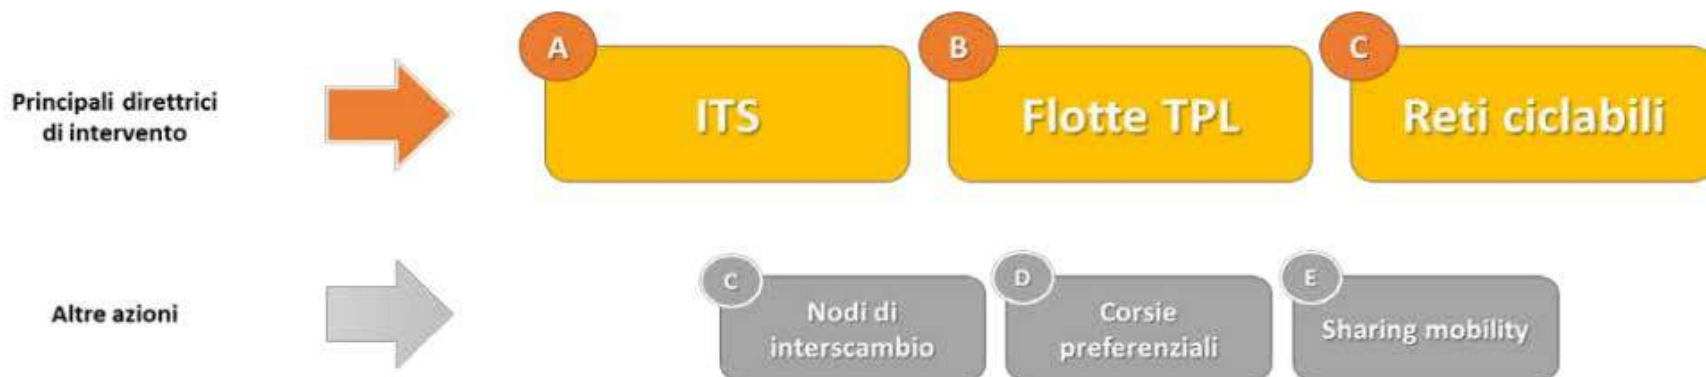 Principali direttrici
di intervento
A
ITS
B
Flotte TPL
C
Reti ciclabili
Altre azioni
C
Nodi di
interscambio
D
Corsie
preferenziali
E
Sharing mobility